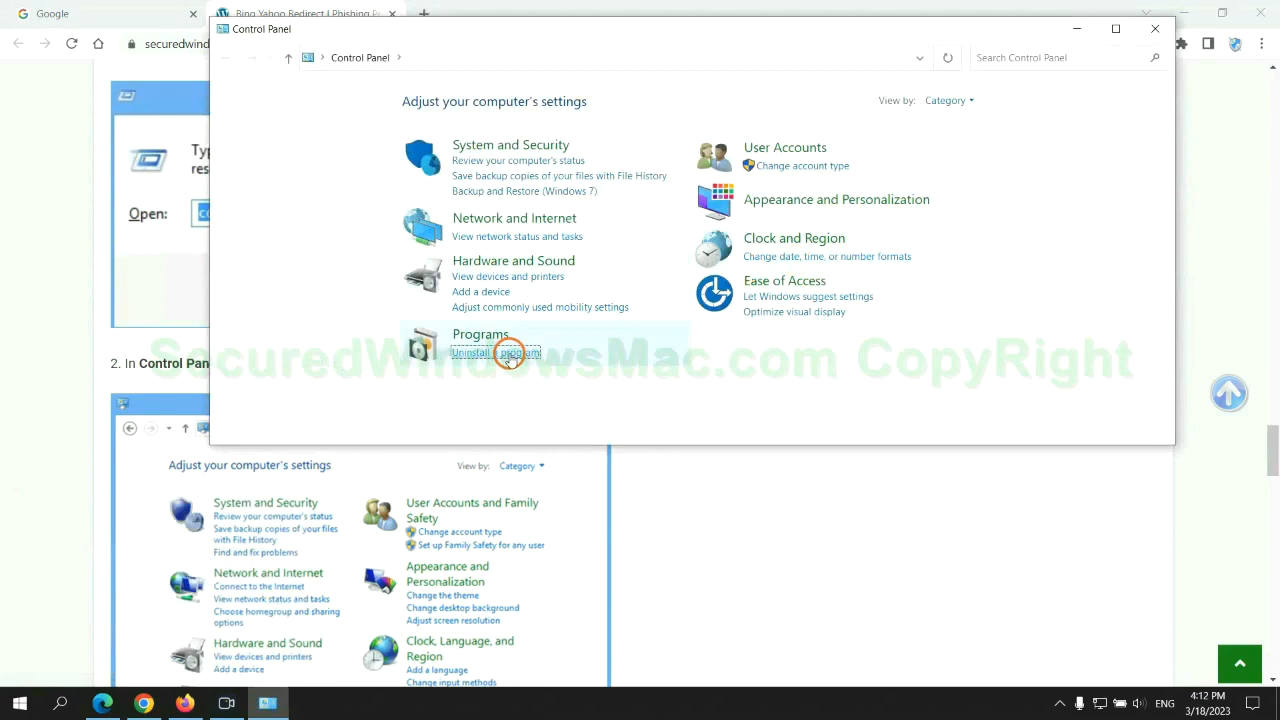 Google
Bing Yahoo Redirect | Phishing Pa
Control Panel
securedwind
Control Panel
Search Control Panel
Adjust your computer's settings
View by: Category
System and Security
Review your computer's status
Save backup copies of your files with File History
Backup and Restore (Windows 7)
Network and Internet
View network status and tasks
Hardware and Sound
View devices and printers
Add a device
Adjust commonly used mobility settings
Programs
Uninstall a program
User Accounts
Change account type
Appearance and Personalization
Clock and Region
Change date, time, or number formats
Ease of Access
Let Windows suggest settings
Optimize visual display
Typ
res
Open: co
SecuredWindowsMac.com CopyRight
2. In Control Pan
Adjust your computer's settings
View by: Category
System and Security
Review your computer's status
Save backup copies of your files
with File History
Find and fix problems
Network and Internet
Connect to the Internet
View network status and tasks
Choose homegroup and sharing
options
Hardware and Sound
View devices and printers
Add a device
User Accounts and Family
Safety
Change account type
Set up Family Safety for any user
Appearance and
Personalization
Change the theme
Change desktop background
Adjust screen resolution
Clock, Language, and
Region
Add a language
Change input methods
ENG
4:12 PM
3/18/2023